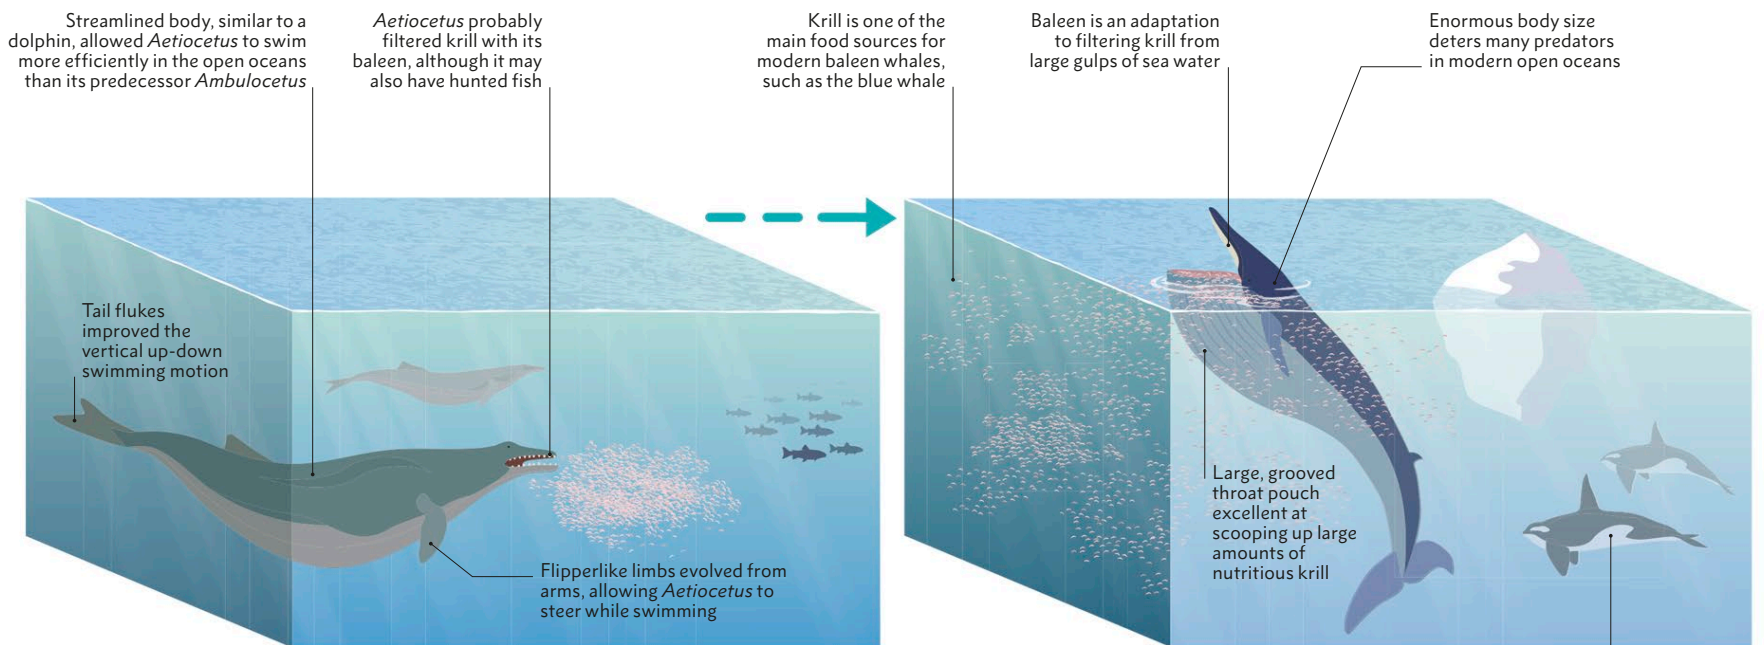 Streamlined body, similar to a
dolphin, allowed Aetiocetus to swim
more efficiently in the open oceans
than its predecessor Ambulocetus
Aetiocetus probably
filtered krill with its
baleen, although it may
also have hunted fish
Krill is one of the
main food sources for
modern baleen whales,
such as the blue whale
Baleen is an adaptation
to filtering krill from
large gulps of sea water
Enormous body size
deters many predators
in modern open oceans
Tail flukes
improved the
vertical up-down
swimming motion
Flipperlike limbs evolved from
arms, allowing Aetiocetus to
steer while swimming
Large, grooved
throat pouch
excellent at
scooping up large
amounts of
nutritious krill